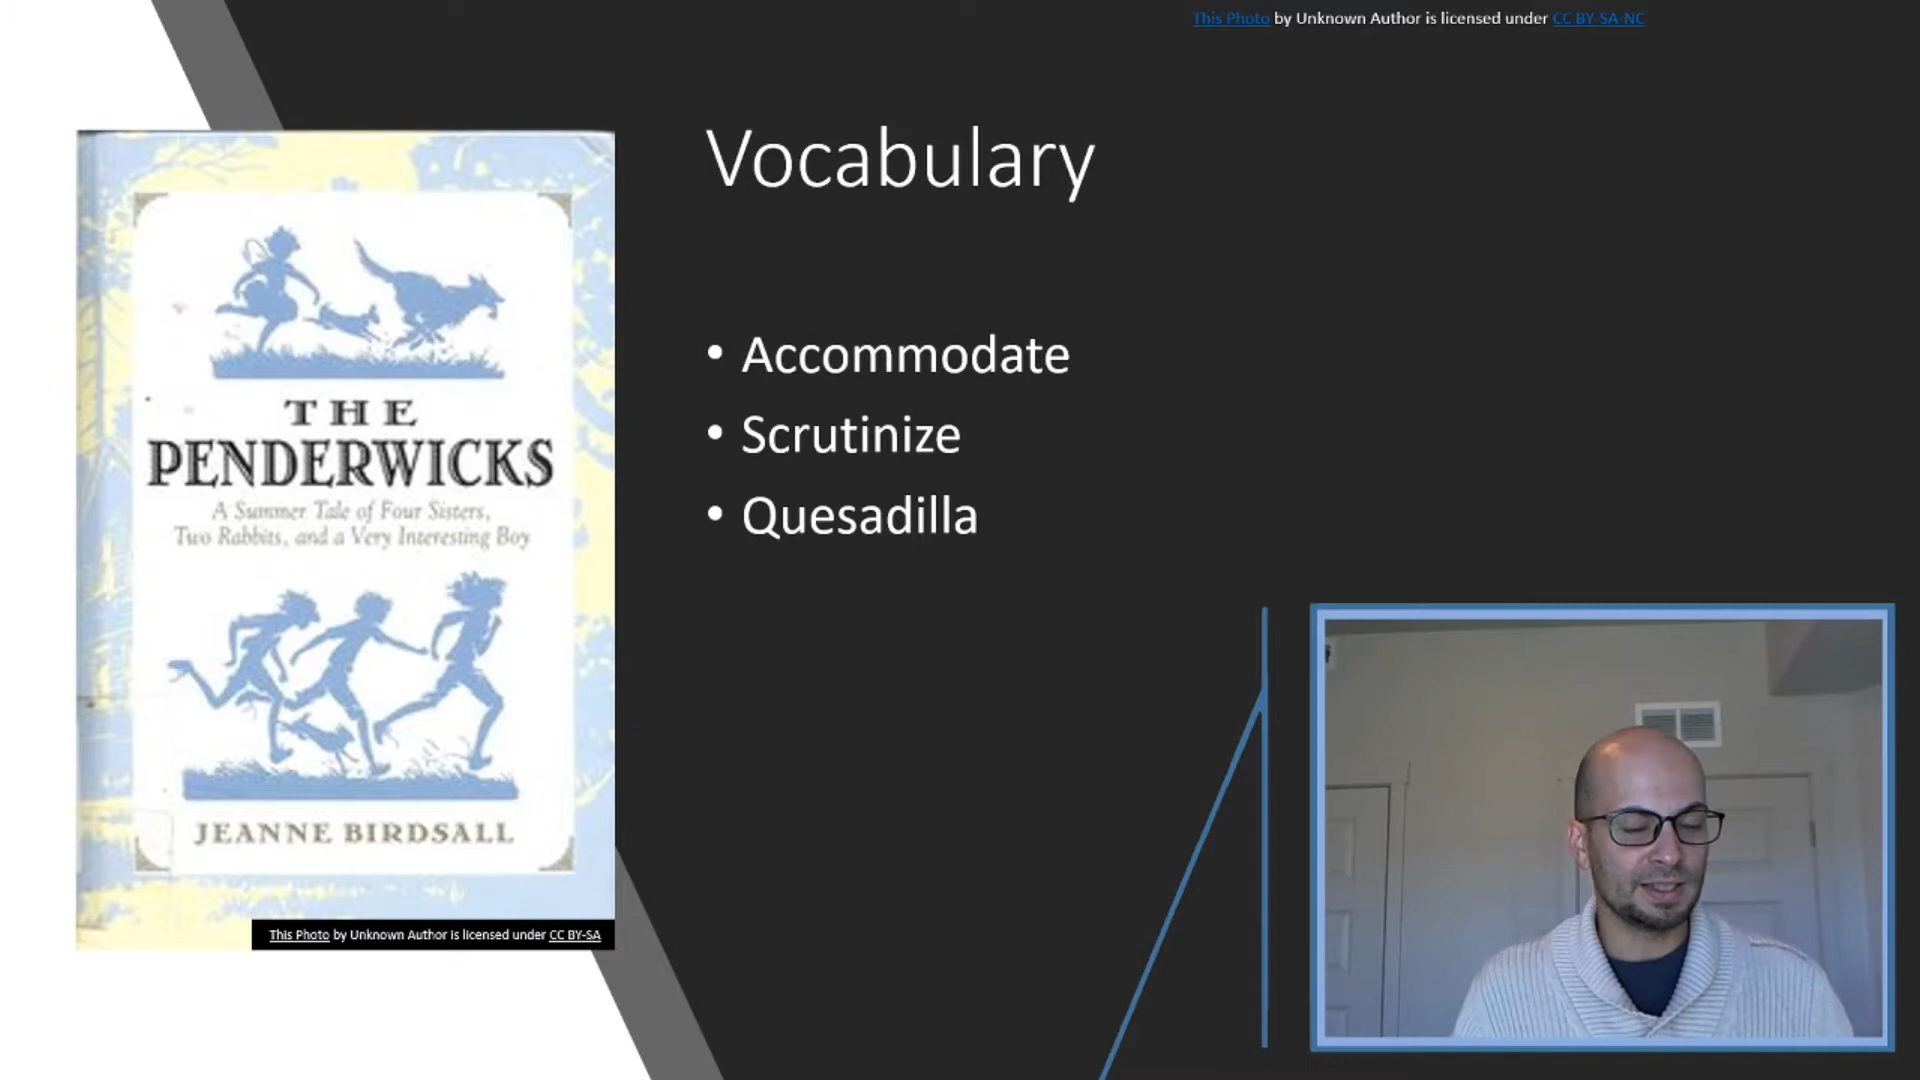 This Photo by Unknown Author is licensed under CC BY-SA-NC
Vocabulary
• Accommodate
• Scrutinize
• Quesadilla
THE
PENDERWICKS
A Summer Tale of Four Sisters,
Two Rabbits, and a Very Interesting Boy
JEANNE BIRDSALL
This Photo by Unknown Author is licensed under CC BY-SA